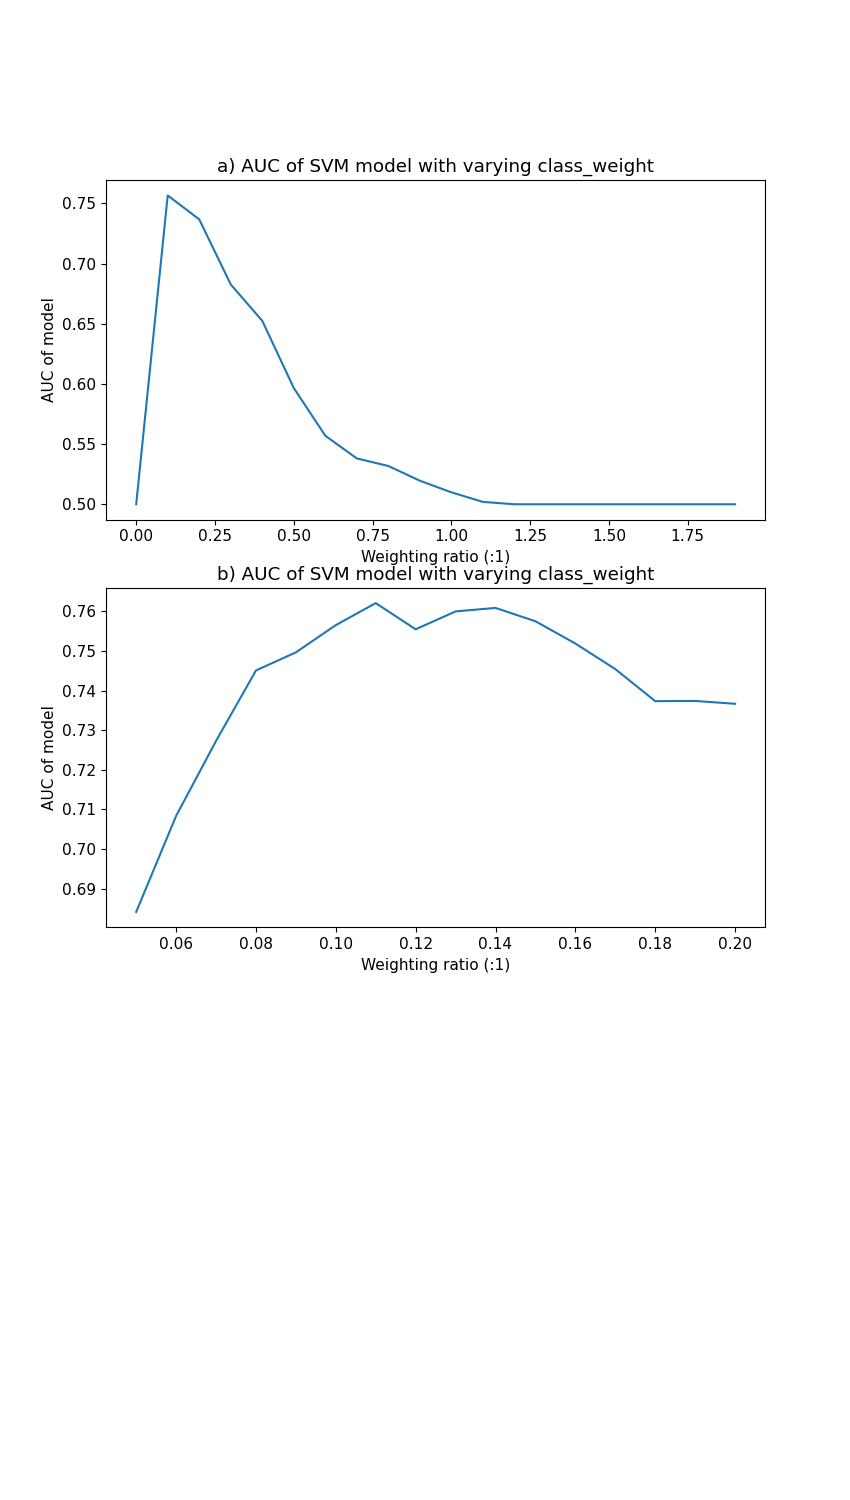 a) AUC of SVM model with varying class_weight
0.75
0.70
0.65
0.60
0.55
0.50
AUC of model
0.00 0.25 0.50 0.75 1.00 1.25 1.50 1.75
Weighting ratio (:1)
b) AUC of SVM model with varying class_weight
0.76
0.75
0.74
0.73
0.72
0.71
0.70
0.69
AUC of model
0.06 0.08 0.10 0.12 0.14 0.16 0.18 0.20
Weighting ratio (:1)